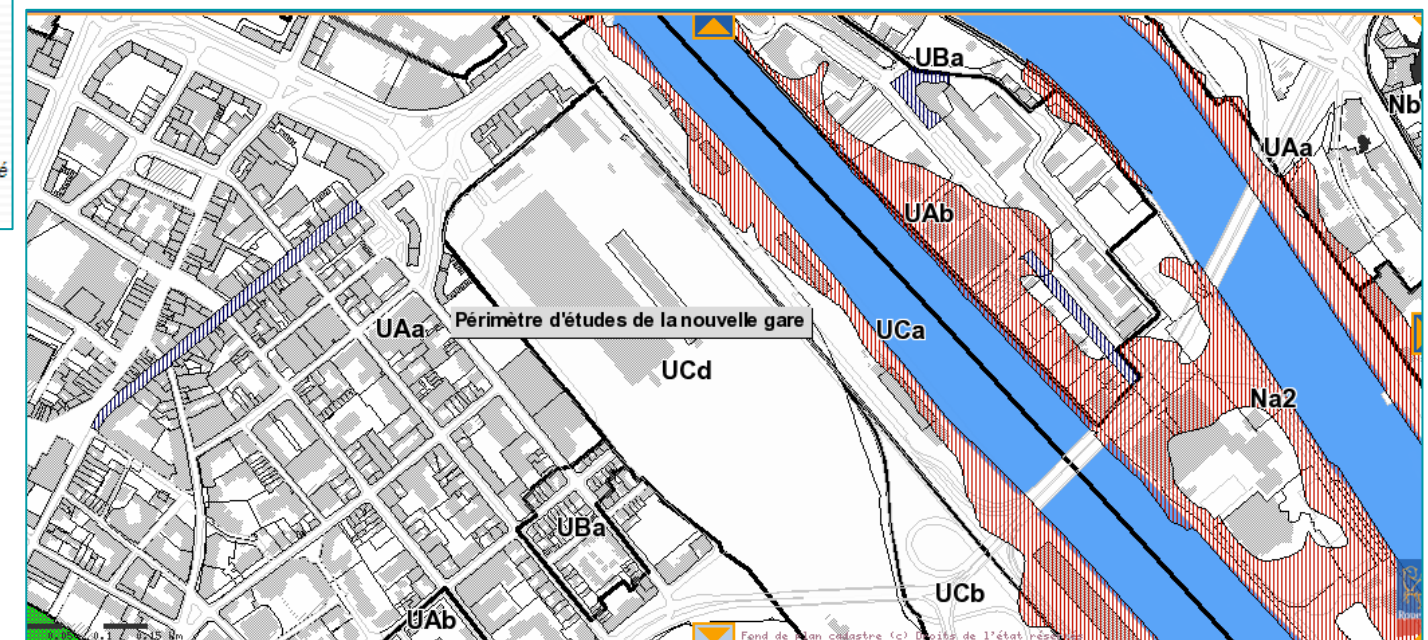 UBa
Nb
UAa
é
UAb
Périmètre d'études de la nouvelle gare
UAa
UCa
UCd
Na2
UBa
UCb
UAb
Fond de plan cadastre (c) Droits de l'état